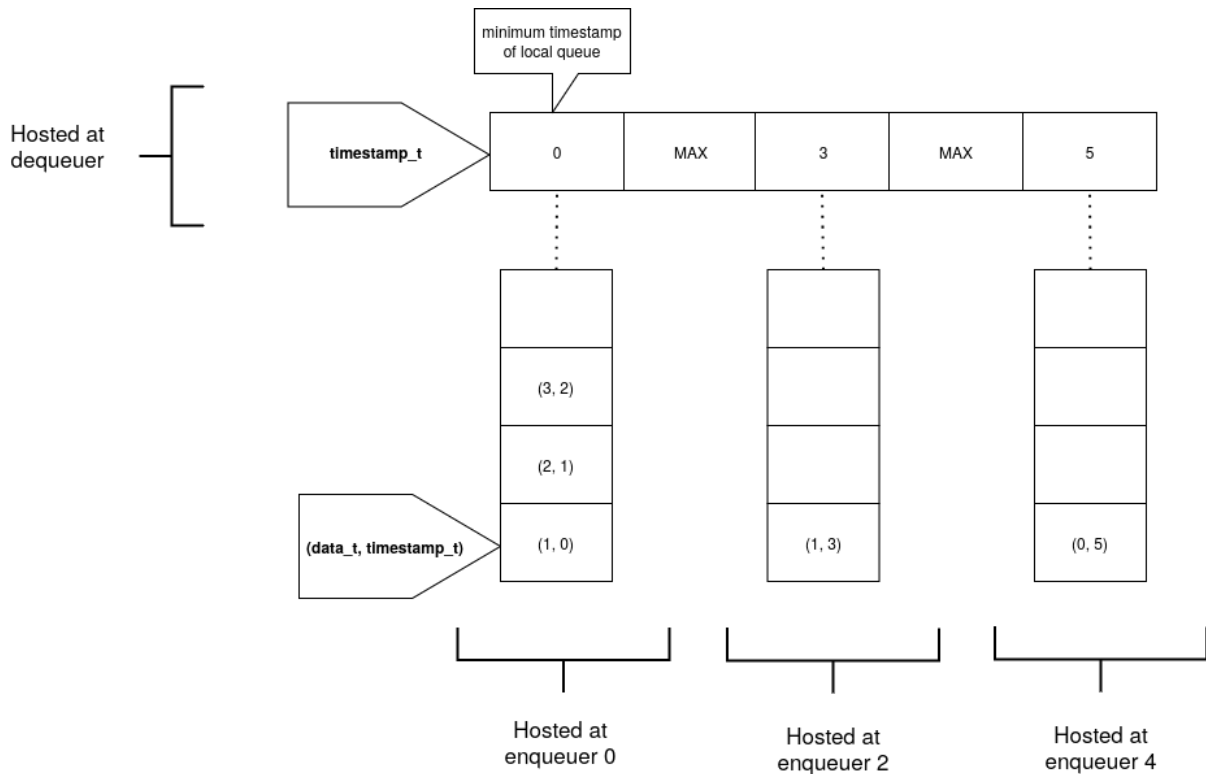 minimum timestamp
of local queue
Hosted at
dequeuer
timestamp_t
0
MAX
3
MAX
5
(3, 2)
(2, 1)
(data_t, timestamp_t)
(1, 0)
(1, 3)
(0, 5)
Hosted at
enqueuer 0
Hosted at
enqueuer 2
Hosted at
enqueuer 4